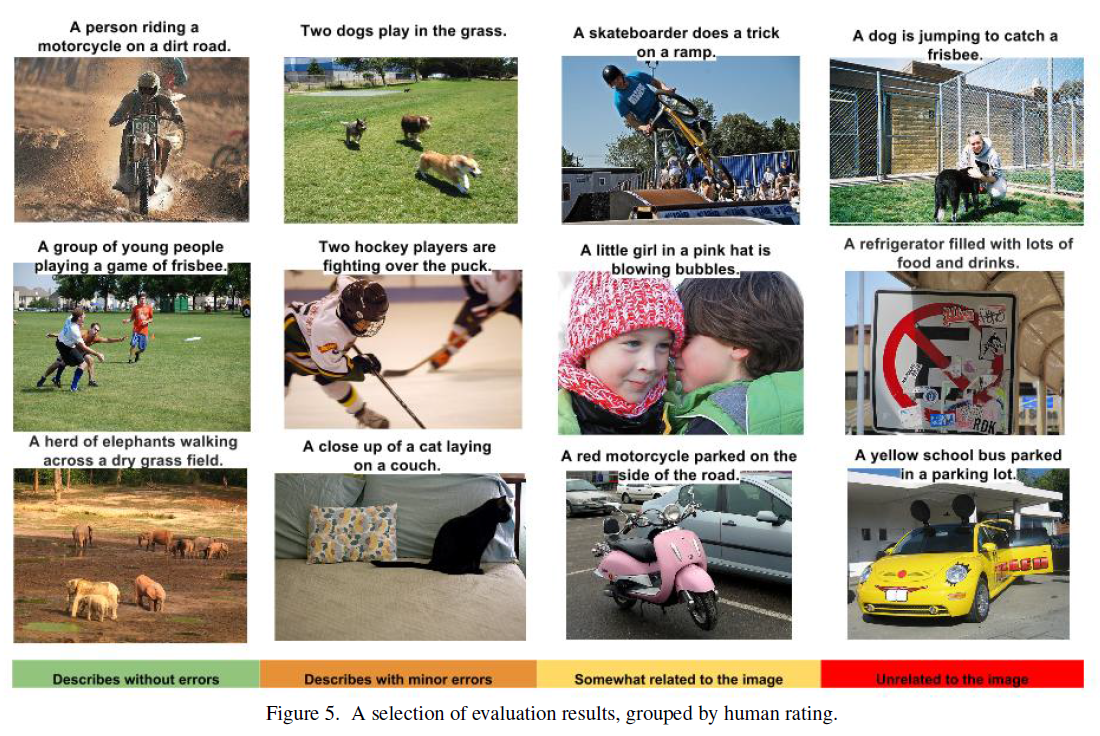 A person riding a
motorcycle on a dirt road.
Two dogs play in the grass.
A skateboarder does a trick
on a ramp.
A dog is jumping to catch a
frisbee.
A group of young people
playing a game of frisbee.
Two hockey players are
fighting over the puck.
A little girl in a pink hat is
blowing bubbles.
A refrigerator filled with lots of
food and drinks.
RDK
A herd of elephants walking
across a dry grass field.
A close up of a cat laying
on a couch.
A red motorcycle parked on the
side of the road.
A yellow school bus parked
in a parking lot.
Describes without errors
Describes with minor errors
Somewhat related to the image
Unrelated to the image
Figure 5. A selection of evaluation results, grouped by human rating.